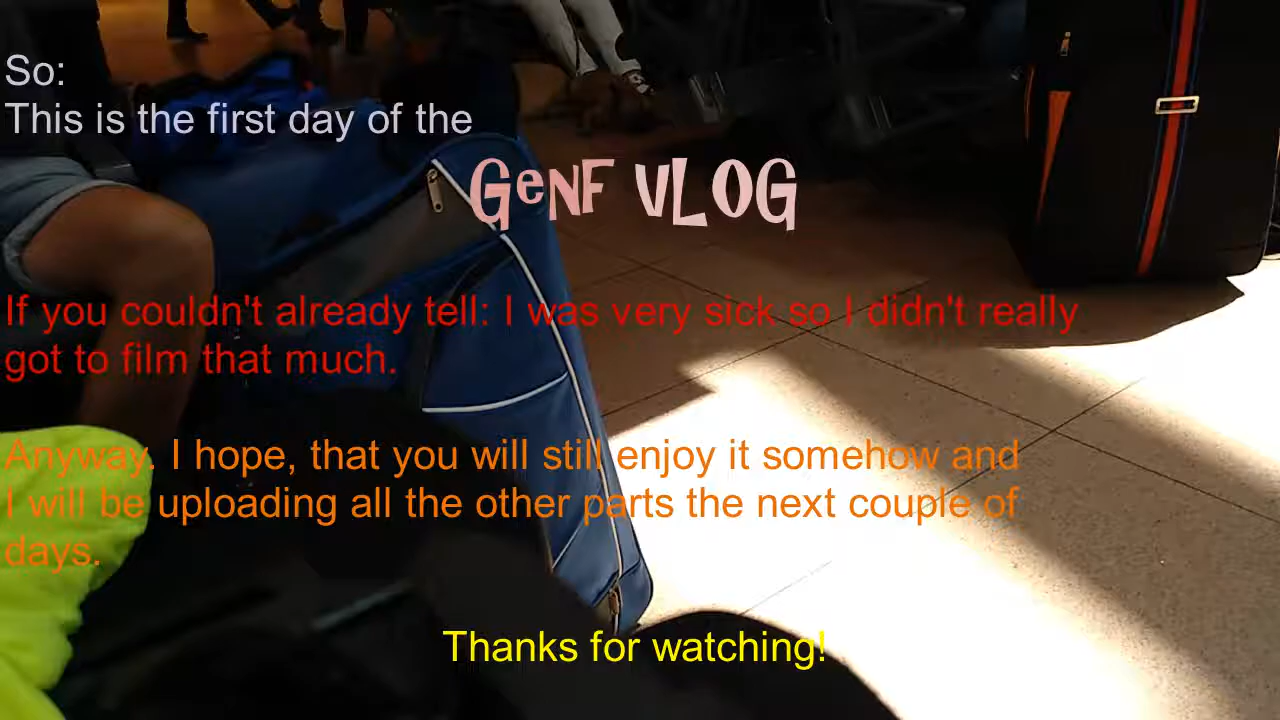 So:
This is the first day of the
GeNF VLOG
If you couldn't already tell: I was very sick so I didn't really
got to film that much.
Anyway. I hope, that you will still enjoy it somehow and
I will be uploading all the other parts the next couple of
days.
Thanks for watching!